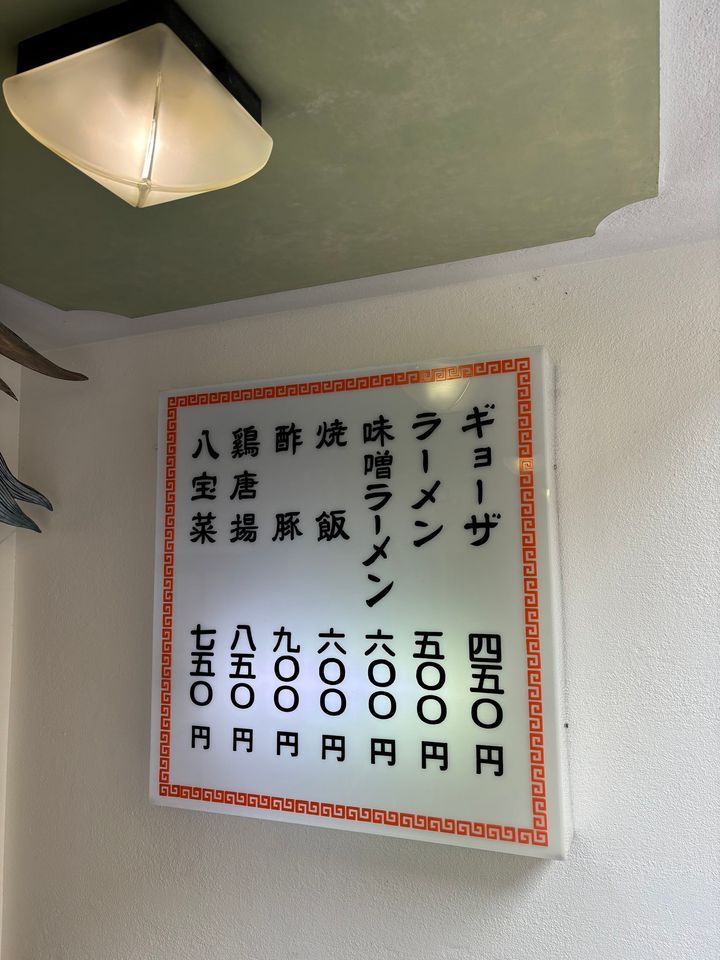 ギョーザ 四五〇円
ラーメン 五〇〇円
味噌ラーメン 六〇〇円
焼飯 六〇〇円
酢豚 九〇〇円
鶏唐揚 八五〇円
八宝菜 七五〇円